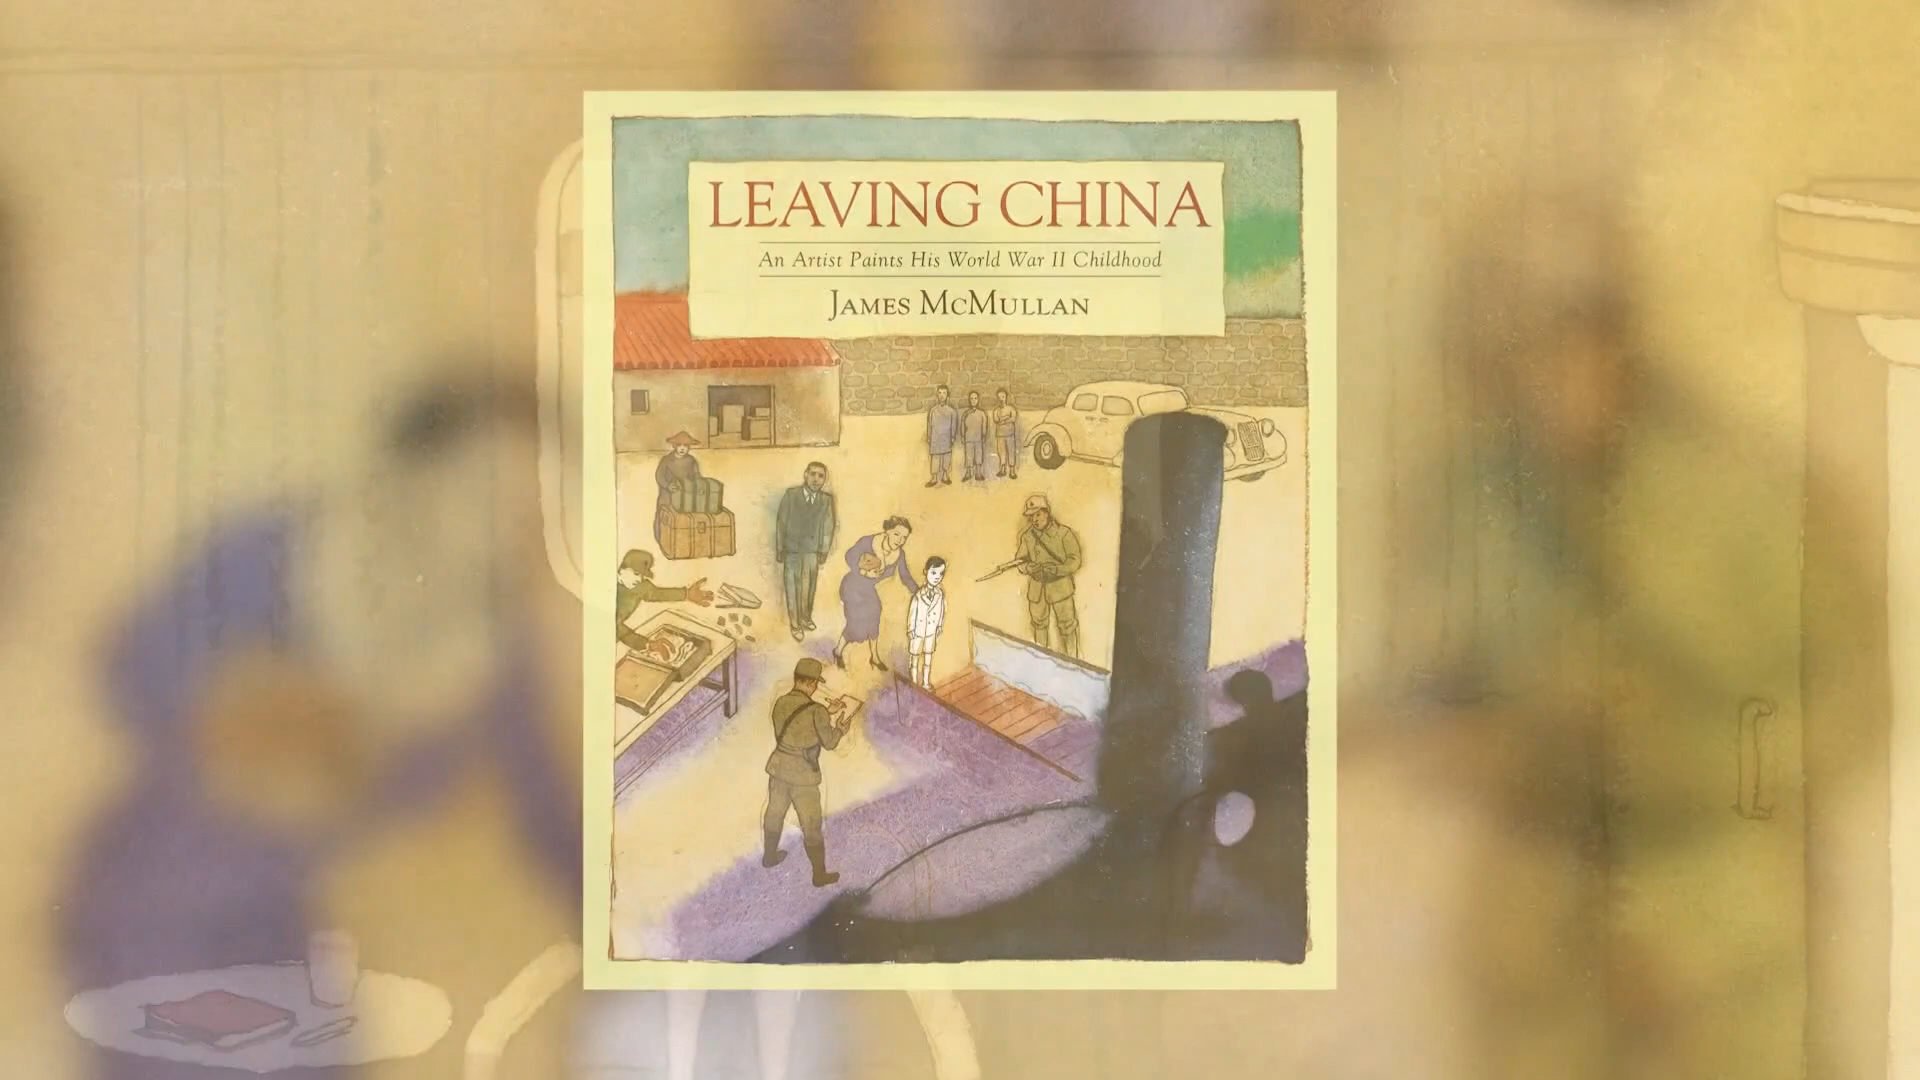 LEAVING CHINA
An Artist Paints His World War II Childhood
JAMES MCMULLAN